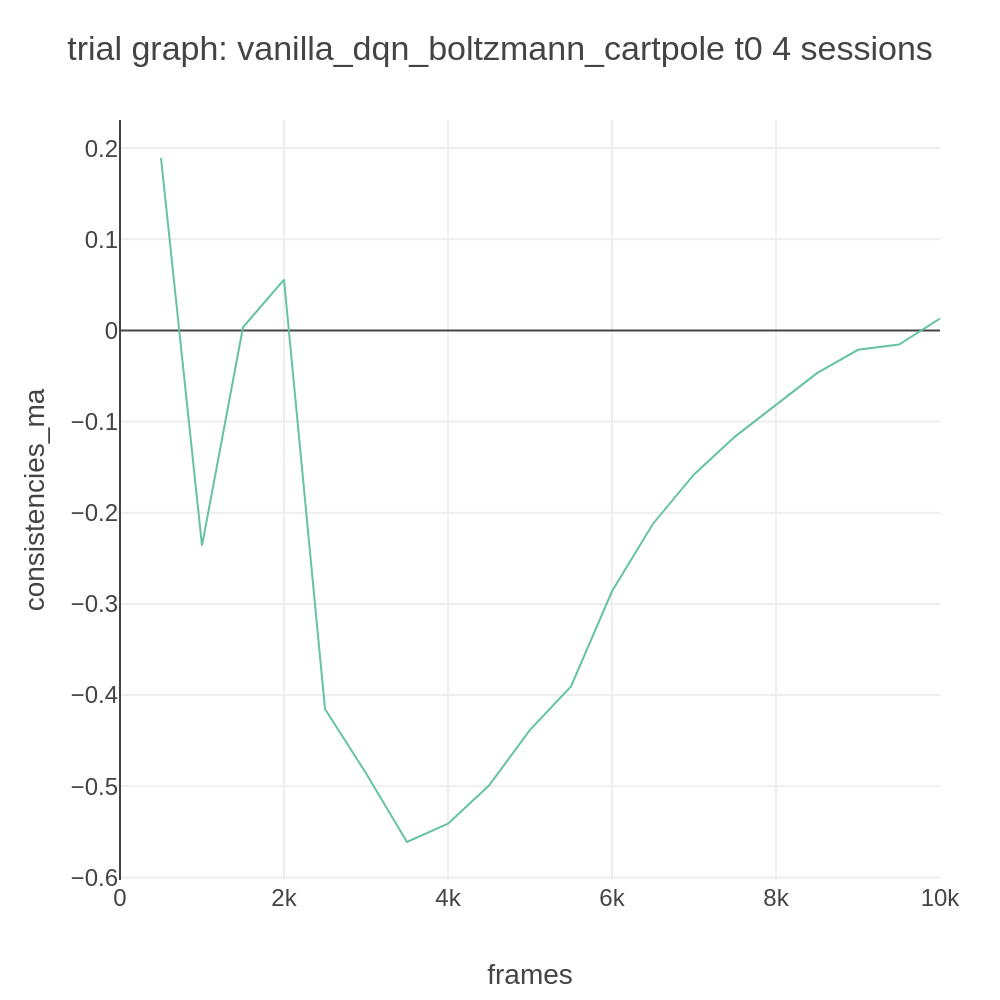 trial graph: vanilla_dqn_boltzmann_cartpole t0 4 sessions
0.2
0.1
0
−0.1
−0.2
−0.3
−0.4
−0.5
−0.6
consistencies_ma
0 2k 4k 6k 8k 10k
frames